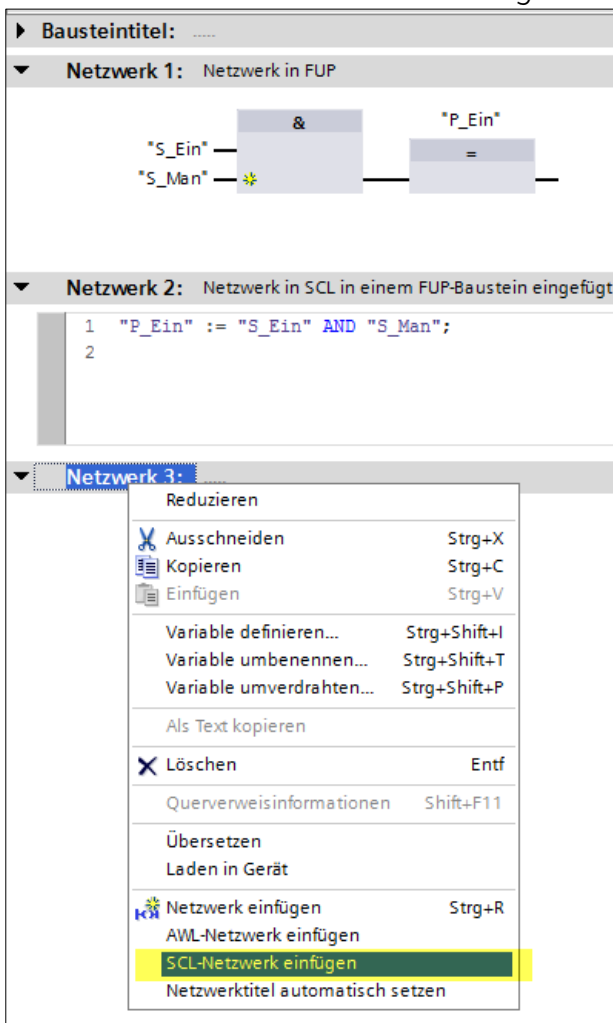 Bausteintitel: .....
Netzwerk 1: Netzwerk in FUP
& "P_Ein"
"S_Ein" =
"S_Man"
Netzwerk 2: Netzwerk in SCL in einem FUP-Baustein eingefügt
1 "P_Ein" := "S_Ein" AND "S_Man";
2
Netzwerk 3: .....
Reduzieren
Ausschneiden Strg+X
Kopieren Strg+C
Einfügen Strg+V
Variable definieren... Strg+Shift+I
Variable umbenennen... Strg+Shift+T
Variable umverdrahten... Strg+Shift+P
Als Text kopieren
Löschen Entf
Querverweisinformationen Shift+F11
Übersetzen
Laden in Gerät
Netzwerk einfügen Strg+R
AWL-Netzwerk einfügen
SCL-Netzwerk einfügen
Netzwerktitel automatisch setzen